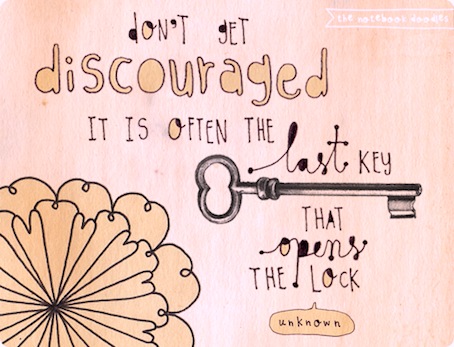 the notebook doodles
don't get
discouraged
it is often the last key
that
opens
the lock
unknown